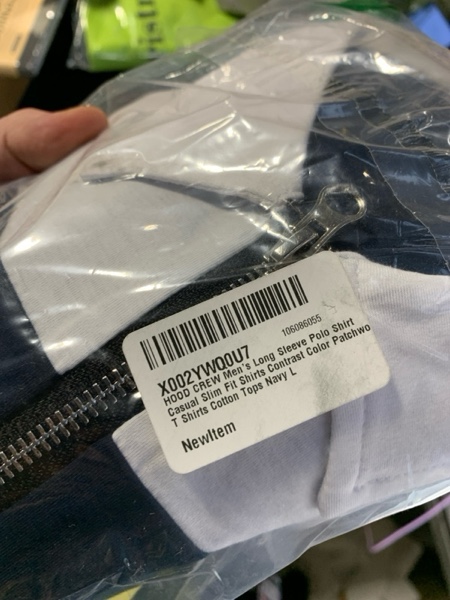 106086055
X002YWQ0U7
HOOD CREW Men's Long Sleeve Polo Shirt
Casual Slim Fit Shirts Contrast Color Patchwo
T Shirts Cotton Tops Navy L
NewItem